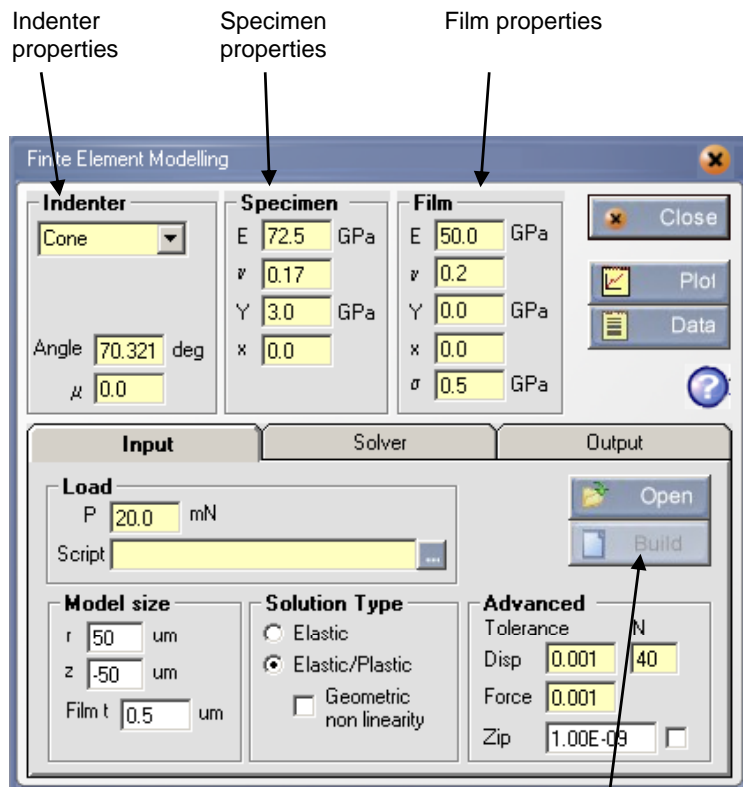 Indenter properties
Specimen properties
Film properties
Finite Element Modelling
Indenter
Cone
Angle 70.321 deg
μ 0.0
Specimen
E 72.5 GPa
ν 0.17
Y 3.0 GPa
x 0.0
Film
E 50.0 GPa
ν 0.2
Y 0.0 GPa
x 0.0
σ 0.5 GPa
Close
Plot
Data
?
Input
Solver
Output
Load
P 20.0 mN
Script
...
Open
Build
Model size
r 50 um
z -50 um
Film t 0.5 um
Solution Type
Elastic
Elastic/Plastic
Geometric
non linearity
Advanced
Tolerance N
Disp 0.001 40
Force 0.001
Zip 1.00E-09